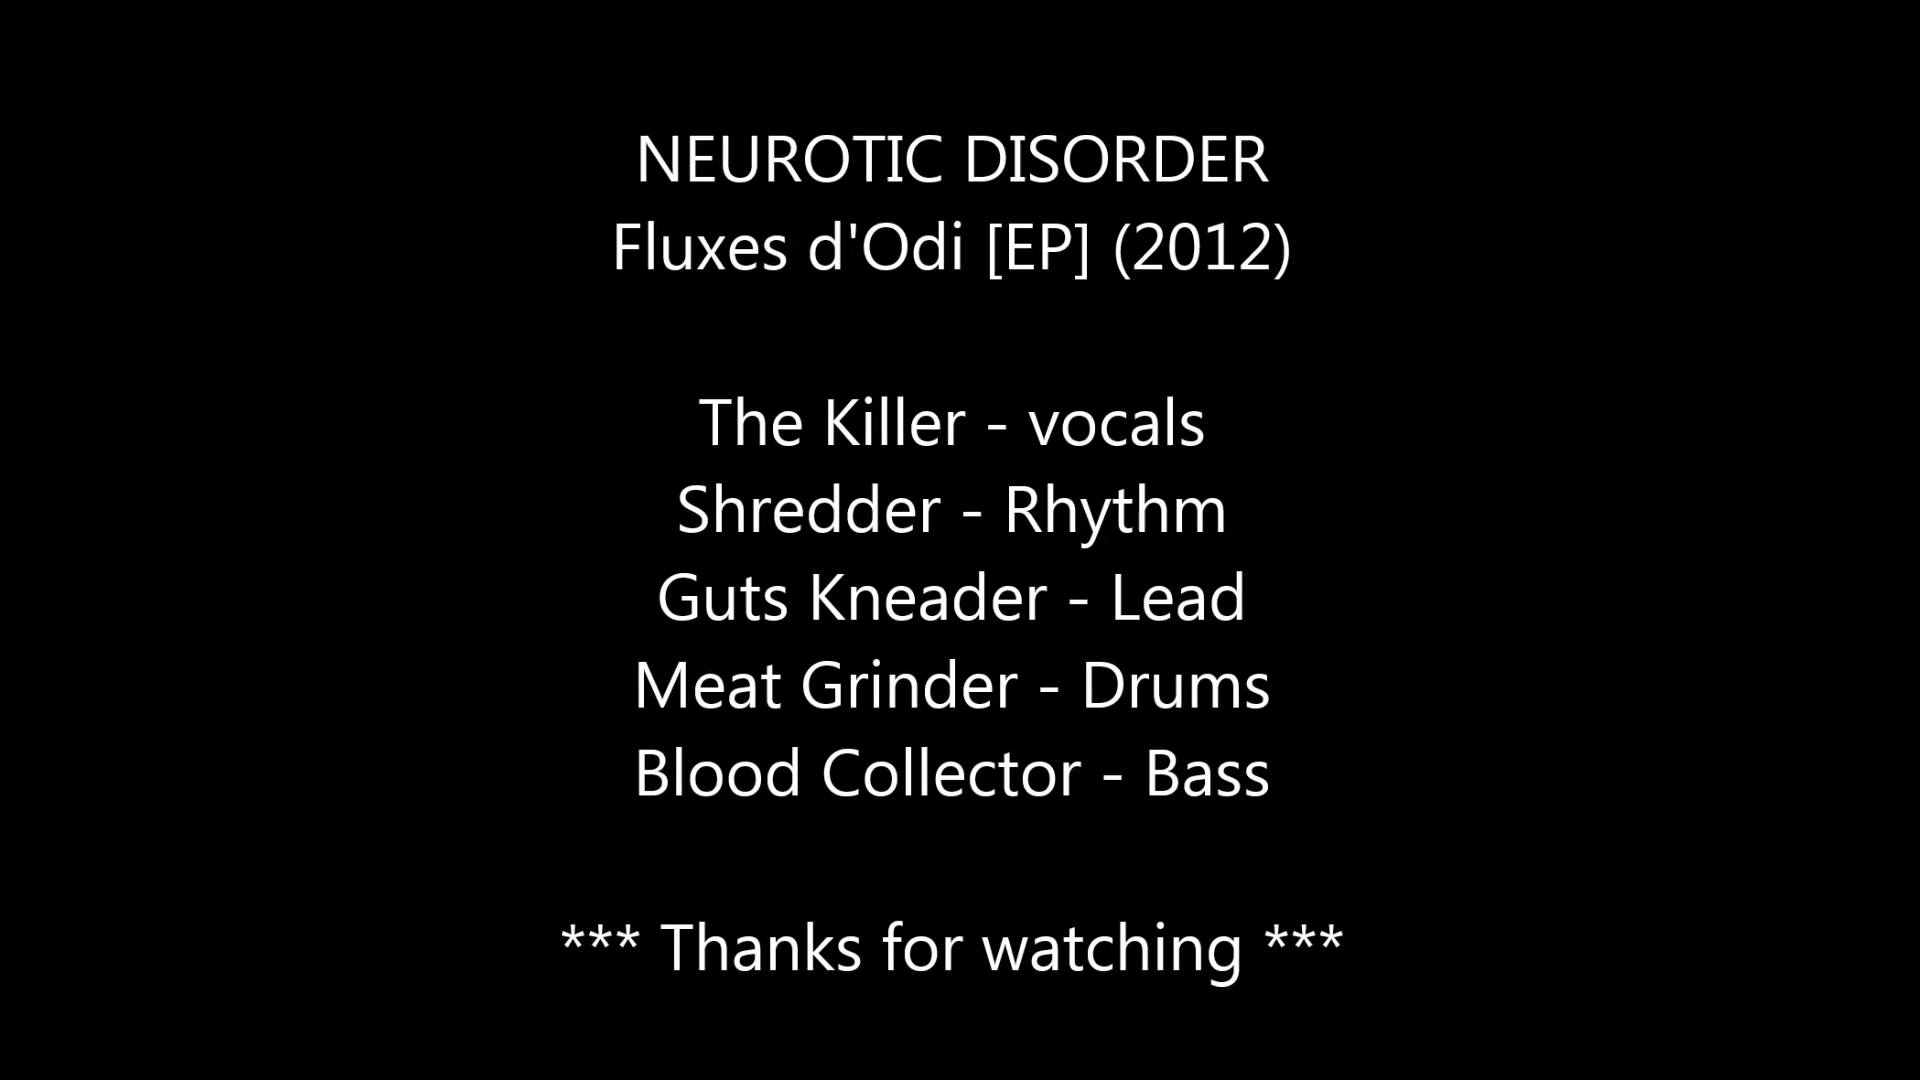 NEUROTIC DISORDER
Fluxes d'Odi [EP] (2012)
The Killer - vocals
Shredder - Rhythm
Guts Kneader - Lead
Meat Grinder - Drums
Blood Collector - Bass
*** Thanks for watching ***